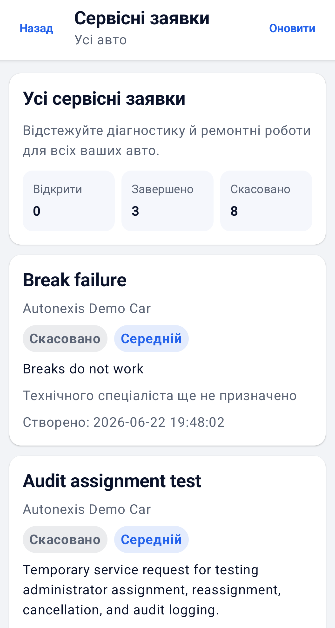 Назад
Сервісні заявки
Усі авто
Оновити
Усі сервісні заявки
Відстежуйте діагностику й ремонтні роботи
для всіх ваших авто.
Відкрити
0
Завершено
3
Скасовано
8
Break failure
Autonexis Demo Car
Скасовано
Середній
Breaks do not work
Технічного спеціаліста ще не призначено
Створено: 2026-06-22 19:48:02
Audit assignment test
Autonexis Demo Car
Скасовано
Середній
Temporary service request for testing
administrator assignment, reassignment,
cancellation, and audit logging.